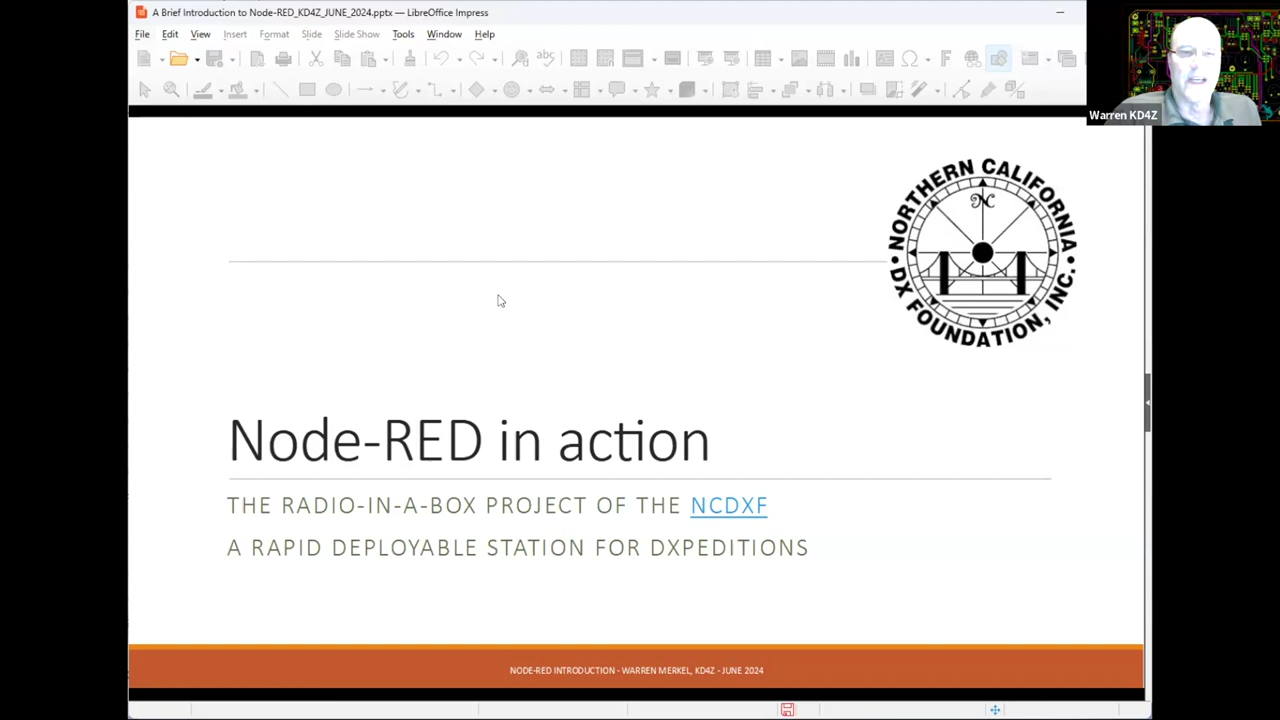 A Brief Introduction to Node-RED_KD4Z_JUNE_2024.pptx — LibreOffice Impress
File Edit View Insert Format Slide Slide Show Tools Window Help
Warren KD4Z
NORTHERN CALIFORNIA
NC
• DX FOUNDATION, INC. •
Node-RED in action
THE RADIO-IN-A-BOX PROJECT OF THE NCDXF
A RAPID DEPLOYABLE STATION FOR DXPEDITIONS
NODE-RED INTRODUCTION - WARREN MERKEL, KD4Z - JUNE 2024